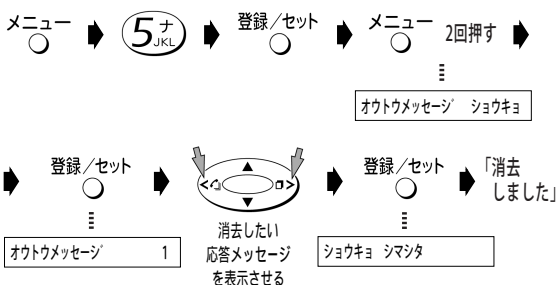 メニュー
5ナ
JKL
登録／セット
メニュー
2回押す
オウトウメッセージ ショウキョ
登録／セット
オウトウメッセージ 1
消去したい
応答メッセージ
を表示させる
登録／セット
ショウキョ シマシタ
「消去
しました」